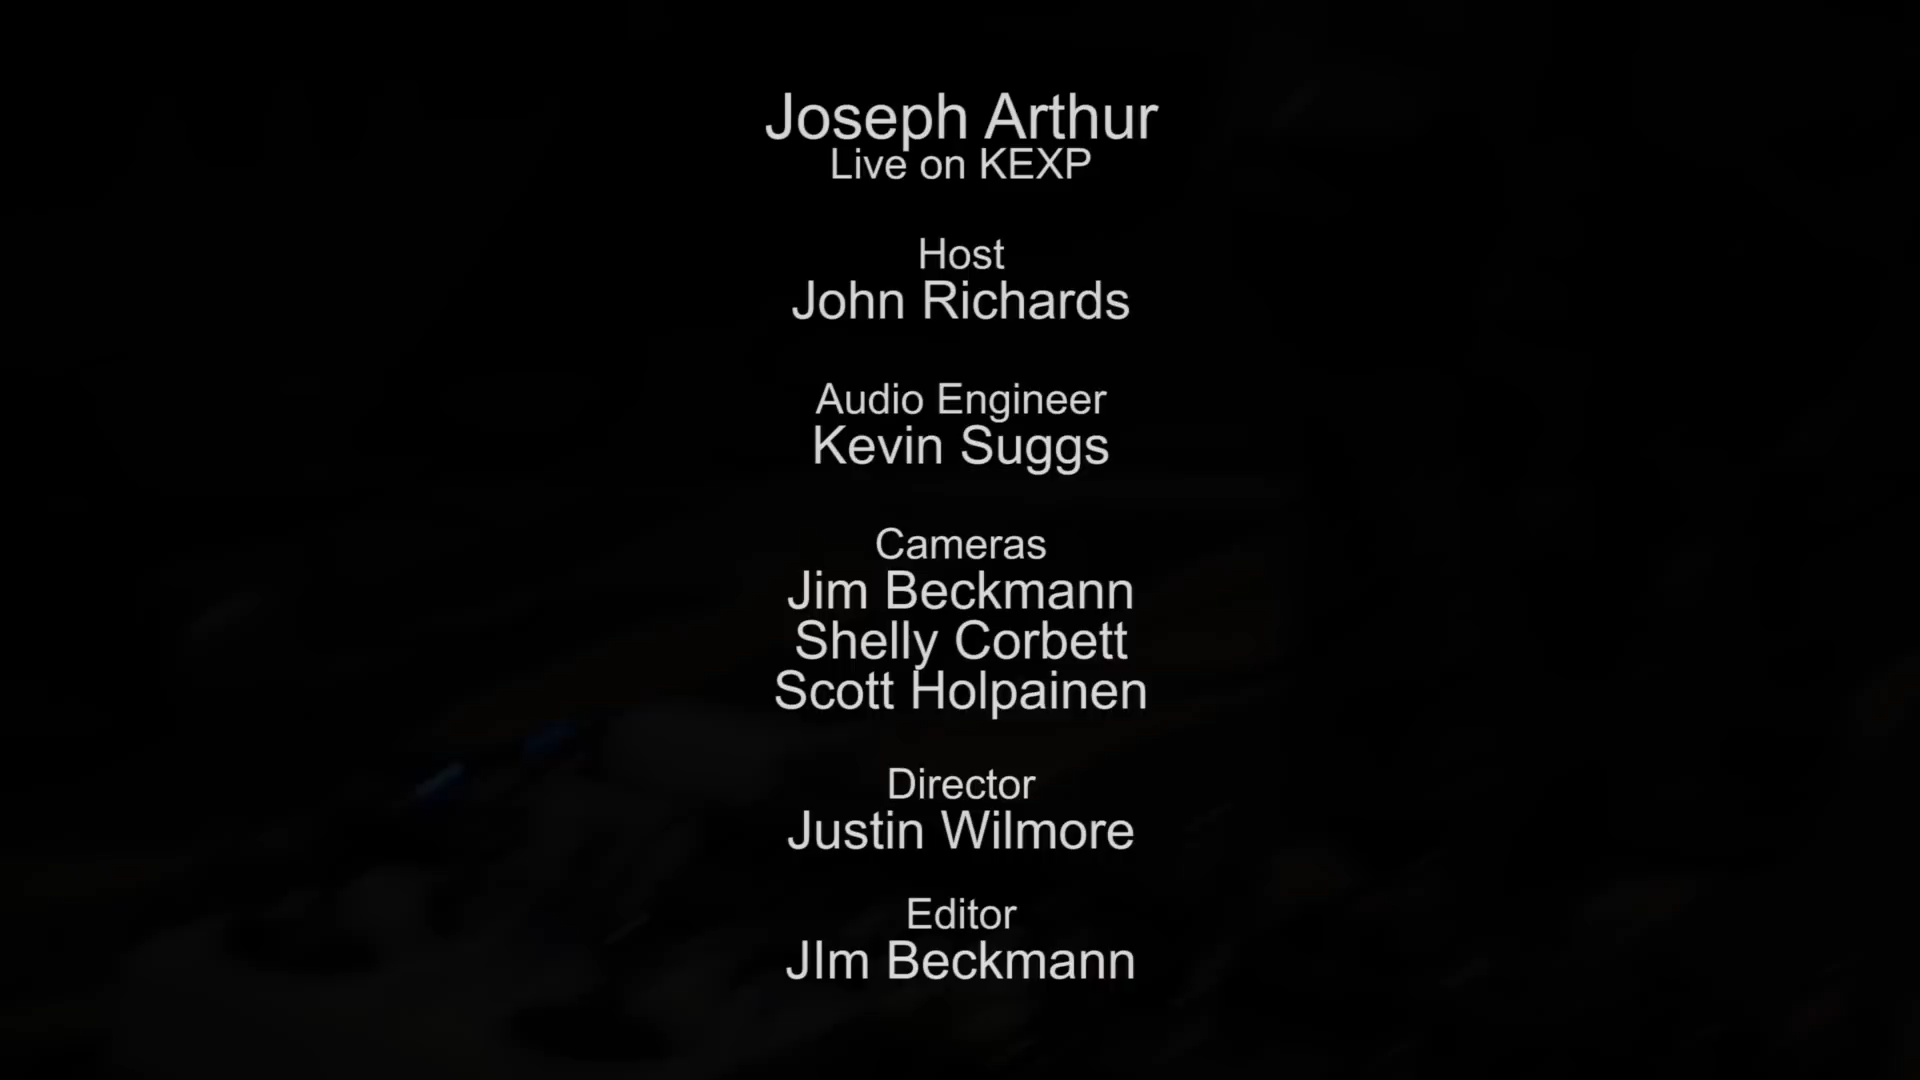 Joseph Arthur
Live on KEXP
Host
John Richards
Audio Engineer
Kevin Suggs
Cameras
Jim Beckmann
Shelly Corbett
Scott Holpainen
Director
Justin Wilmore
Editor
JIm Beckmann